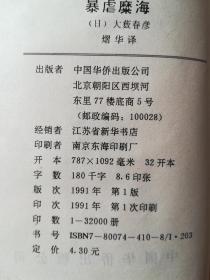 暴虐魔海
(日) 大薮春彦
熠华 译
出版者 中国华侨出版公司
北京朝阳区西坝河
东里77楼底商5号
(邮政编码:100028)
经销者 江苏省新华书店
印刷者 南京东海印刷厂
开 本 787×1092毫米 32开本
字 数 180千字 8.6印张
版 次 1991年 第1版
印 次 1991年 第1次印刷
印 数 1—32000册
书 号 ISBN7-80074-410-8/I·203
定 价 4.30元